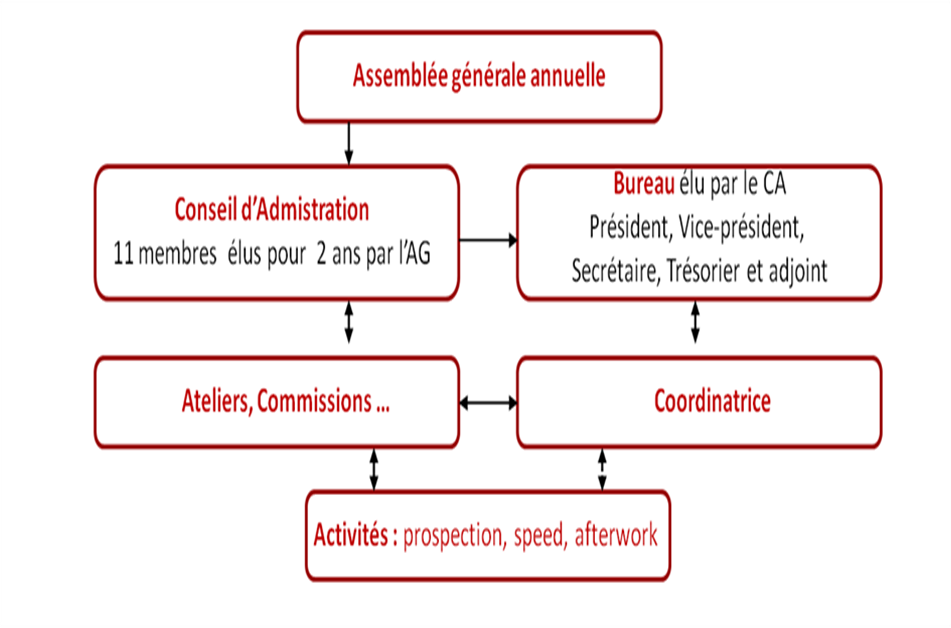 Assemblée générale annuelle
Conseil d'Admistration
11 membres élus pour 2 ans par l'AG
Bureau élu par le CA
Président, Vice-président,
Secrétaire, Trésorier et adjoint
Ateliers, Commissions ...
Coordinatrice
Activités : prospection, speed, afterwork